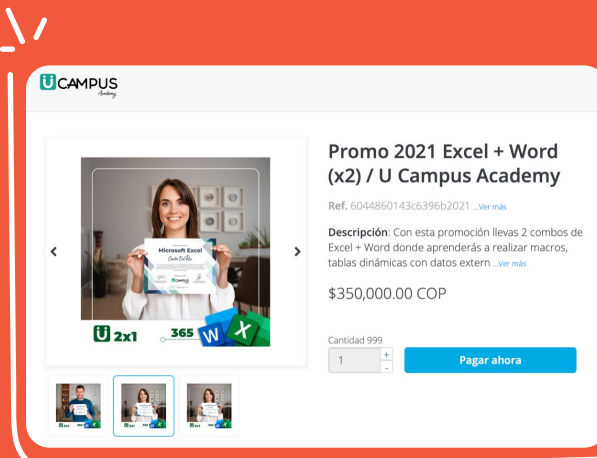 U CAMPUS
Academy
Promo 2021 Excel + Word
(x2) / U Campus Academy
Ref. 6044860143c6396b2021 ...Ver más
Descripción: Con esta promoción llevas 2 combos de
Excel + Word donde aprenderás a realizar macros,
tablas dinámicas con datos extern ...Ver más
$350,000.00 COP
Cantidad 999
1
+
-
Pagar ahora
Microsoft Excel
U 2x1
365
W
X